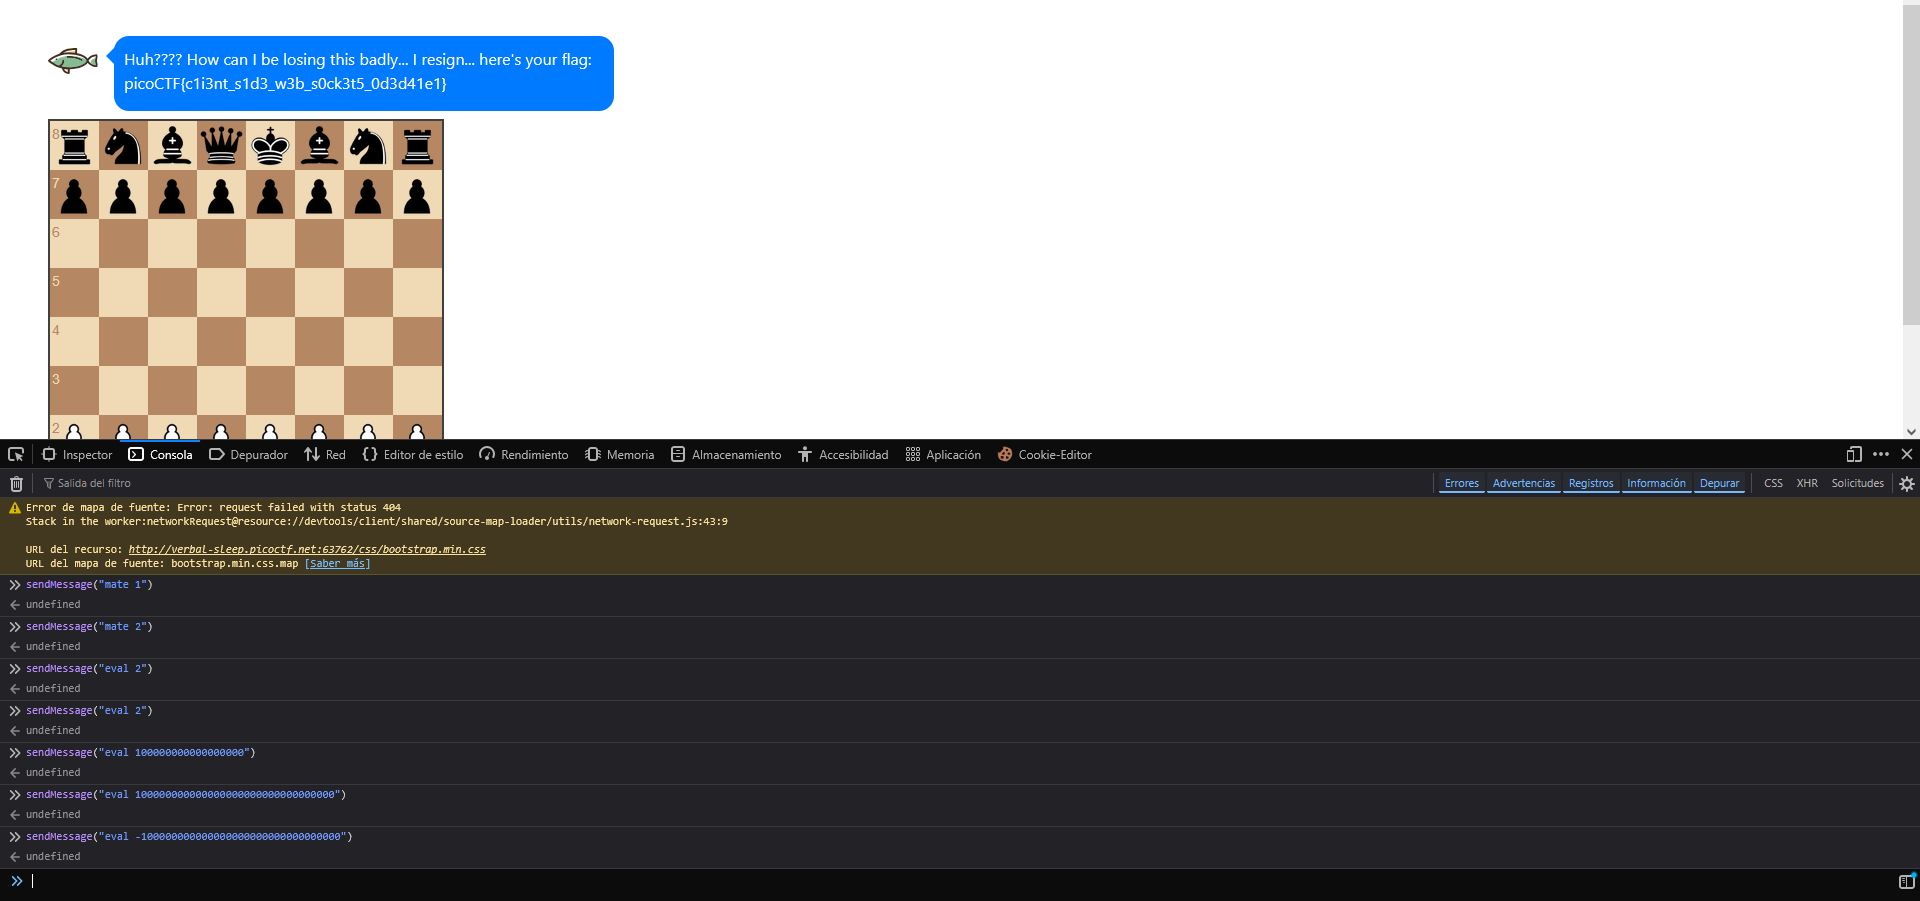 Huh???? How can I be losing this badly... I resign... here's your flag:
picoCTF{c1i3nt_s1d3_w3b_s0ck3t5_0d3d41e1}
8
7
6
5
4
3
2
Inspector Consola Depurador Red Editor de estilo Rendimiento Memoria Almacenamiento Accesibilidad Aplicación Cookie-Editor
Salida del filtro Errores Advertencias Registros Información Depurar CSS XHR Solicitudes
Error de mapa de fuente: Error: request failed with status 404
Stack in the worker:networkRequest@resource://devtools/client/shared/source-map-loader/utils/network-request.js:43:9
URL del recurso: http://verbal-sleep.picoctf.net:63762/css/bootstrap.min.css
URL del mapa de fuente: bootstrap.min.css.map [Saber más]
sendMessage("mate 1")
undefined
sendMessage("mate 2")
undefined
sendMessage("eval 2")
undefined
sendMessage("eval 2")
undefined
sendMessage("eval 100000000000000000")
undefined
sendMessage("eval 100000000000000000000000000000000")
undefined
sendMessage("eval -100000000000000000000000000000000")
undefined